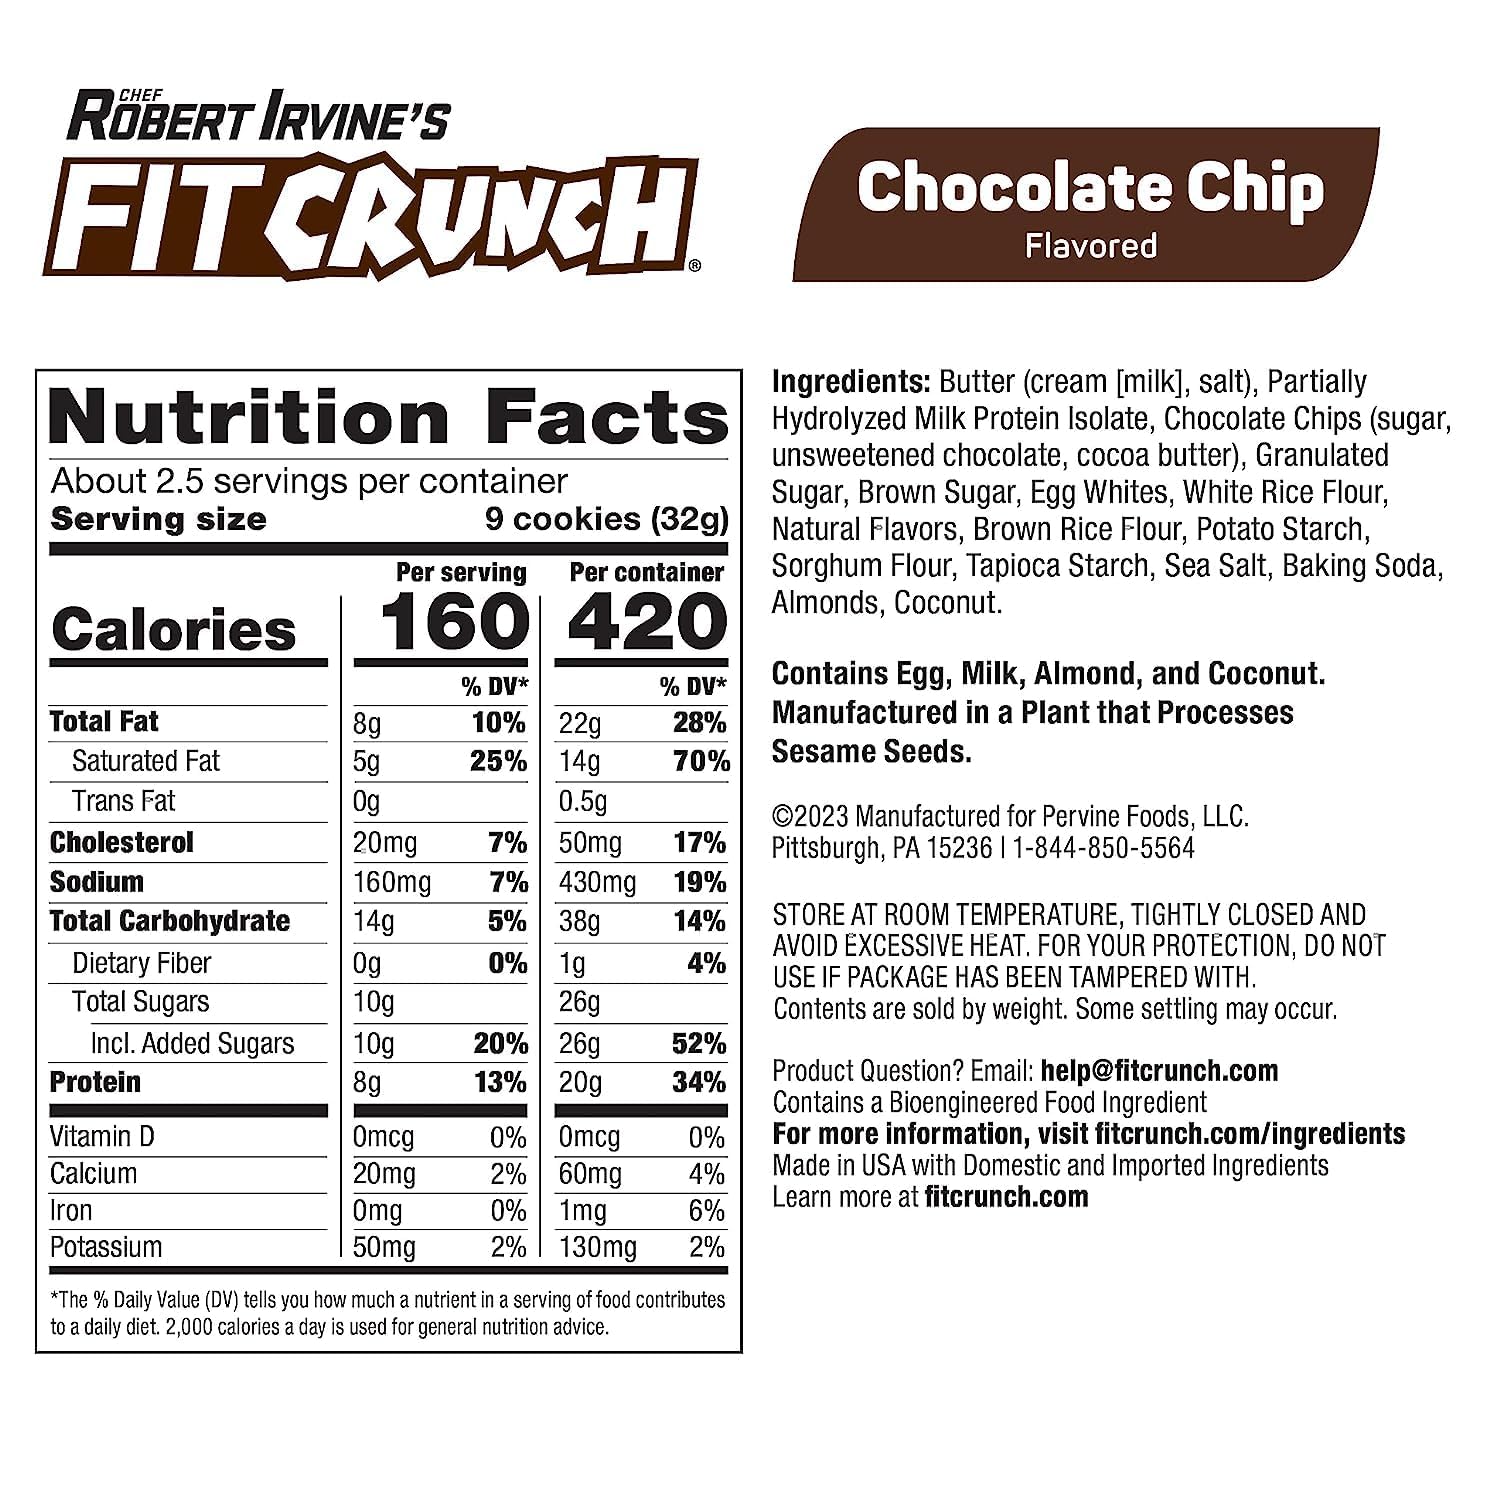 CHEF
ROBERT IRVINE'S
FITCRUNCH®
Chocolate Chip
Flavored
Nutrition Facts
About 2.5 servings per container
Serving size 9 cookies (32g)
Per serving Per container
Calories 160 420
% DV* % DV*
Total Fat 8g 10% 22g 28%
Saturated Fat 5g 25% 14g 70%
Trans Fat 0g 0.5g
Cholesterol 20mg 7% 50mg 17%
Sodium 160mg 7% 430mg 19%
Total Carbohydrate 14g 5% 38g 14%
Dietary Fiber 0g 0% 1g 4%
Total Sugars 10g 26g
Incl. Added Sugars 10g 20% 26g 52%
Protein 8g 13% 20g 34%
Vitamin D 0mcg 0% 0mcg 0%
Calcium 20mg 2% 60mg 4%
Iron 0mg 0% 1mg 6%
Potassium 50mg 2% 130mg 2%
*The % Daily Value (DV) tells you how much a nutrient in a serving of food contributes
to a daily diet. 2,000 calories a day is used for general nutrition advice.
Ingredients: Butter (cream [milk], salt), Partially
Hydrolyzed Milk Protein Isolate, Chocolate Chips (sugar,
unsweetened chocolate, cocoa butter), Granulated
Sugar, Brown Sugar, Egg Whites, White Rice Flour,
Natural Flavors, Brown Rice Flour, Potato Starch,
Sorghum Flour, Tapioca Starch, Sea Salt, Baking Soda,
Almonds, Coconut.
Contains Egg, Milk, Almond, and Coconut.
Manufactured in a Plant that Processes
Sesame Seeds.
©2023 Manufactured for Pervine Foods, LLC.
Pittsburgh, PA 15236 | 1-844-850-5564
STORE AT ROOM TEMPERATURE, TIGHTLY CLOSED AND
AVOID EXCESSIVE HEAT. FOR YOUR PROTECTION, DO NOT
USE IF PACKAGE HAS BEEN TAMPERED WITH.
Contents are sold by weight. Some settling may occur.
Product Question? Email: help@fitcrunch.com
Contains a Bioengineered Food Ingredient
For more information, visit fitcrunch.com/ingredients
Made in USA with Domestic and Imported Ingredients
Learn more at fitcrunch.com